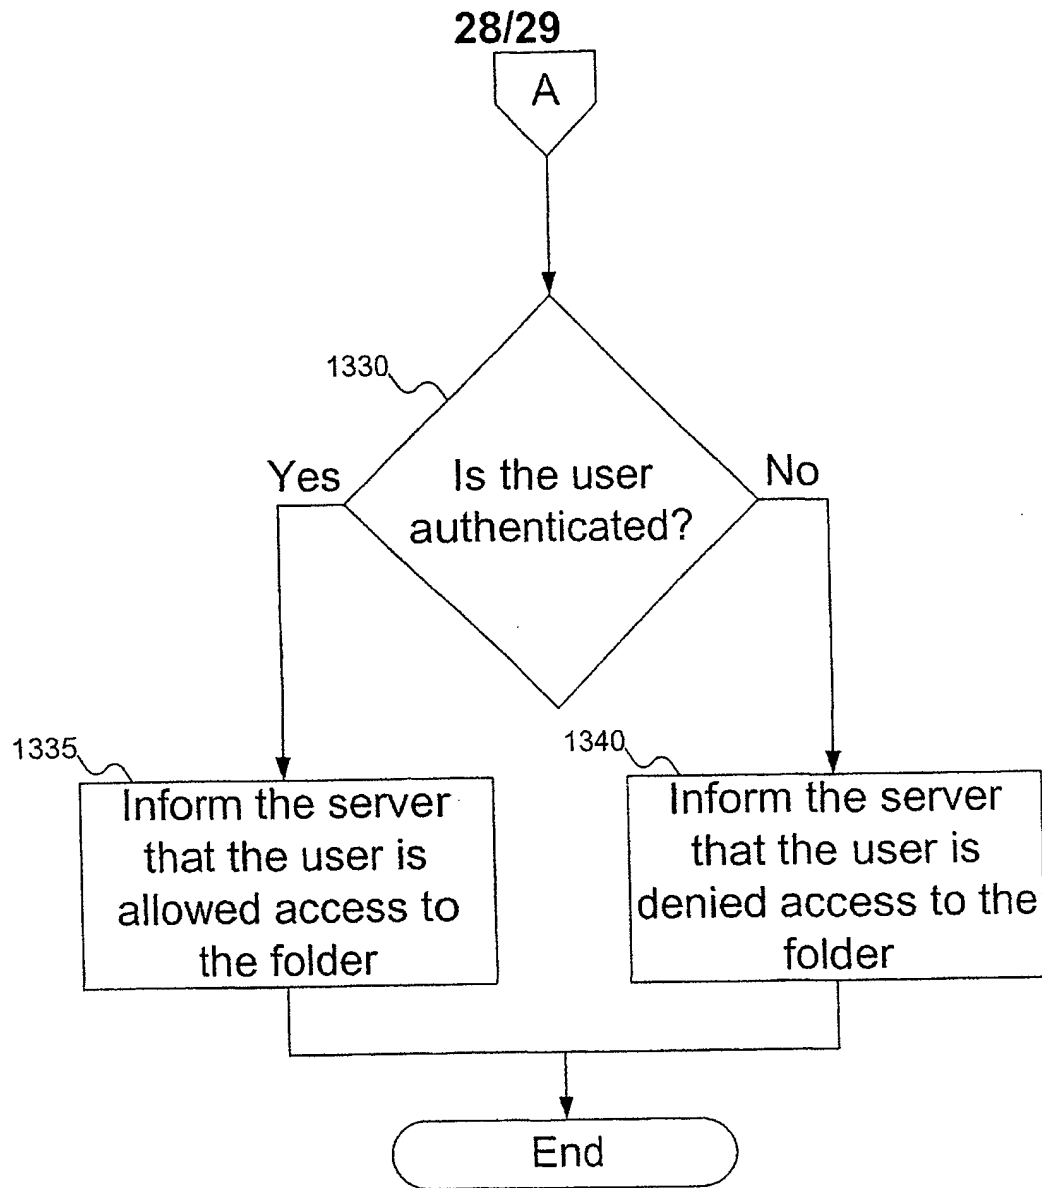 28/29
A
1330
Yes
Is the user
authenticated?
No
1335
Inform the server
that the user is
allowed access to
the folder
1340
Inform the server
that the user is
denied access to the
folder
End